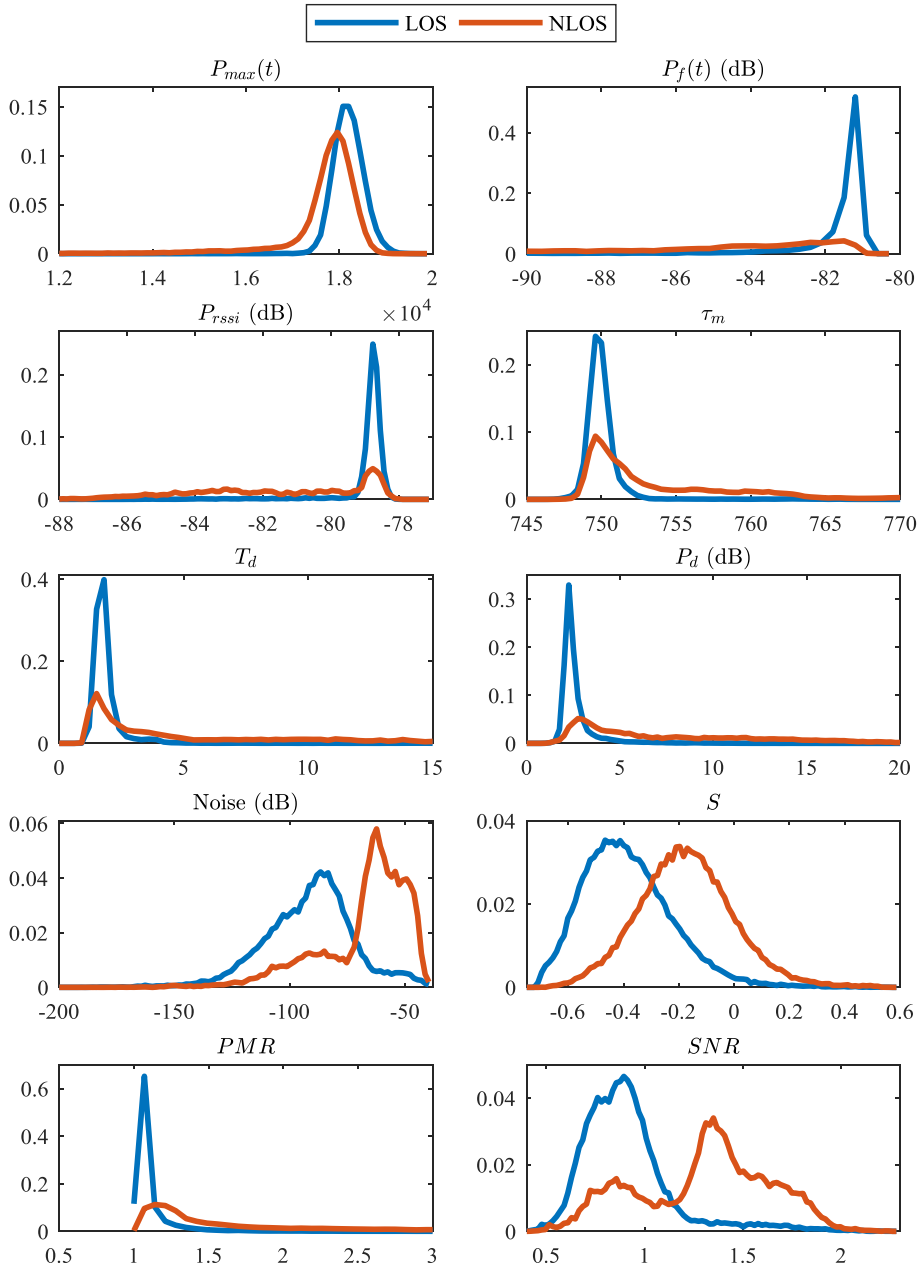 LOS NLOS
P_max(t)
0.15
0.1
0.05
0
1.2 1.4 1.6 1.8 2
×10^4
P_f(t) (dB)
0.4
0.2
0
-90 -88 -86 -84 -82 -80
P_rssi (dB)
0.2
0.1
0
-88 -86 -84 -82 -80 -78
τ_m
0.2
0.1
0
745 750 755 760 765 770
T_d
0.4
0.2
0
0 5 10 15
P_d (dB)
0.3
0.2
0.1
0
0 5 10 15 20
Noise (dB)
0.06
0.04
0.02
0
-200 -150 -100 -50
S
0.04
0.02
0
-0.6 -0.4 -0.2 0 0.2 0.4 0.6
PMR
0.6
0.4
0.2
0
0.5 1 1.5 2 2.5 3
SNR
0.04
0.02
0
0.5 1 1.5 2